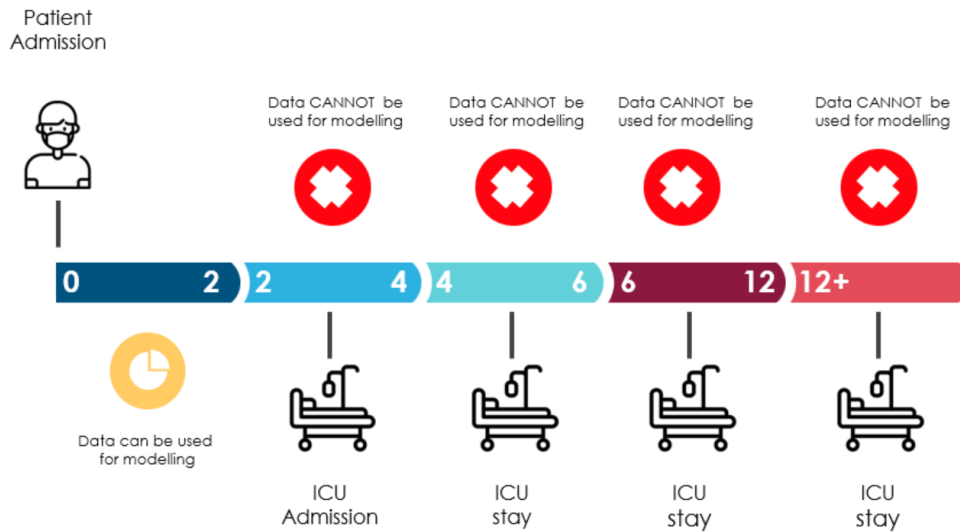 Patient
Admission
Data CANNOT be
used for modelling
Data CANNOT be
used for modelling
Data CANNOT be
used for modelling
Data CANNOT be
used for modelling
0 2 2 4 4 6 6 12 12+
Data can be used
for modelling
ICU
Admission
ICU
stay
ICU
stay
ICU
stay